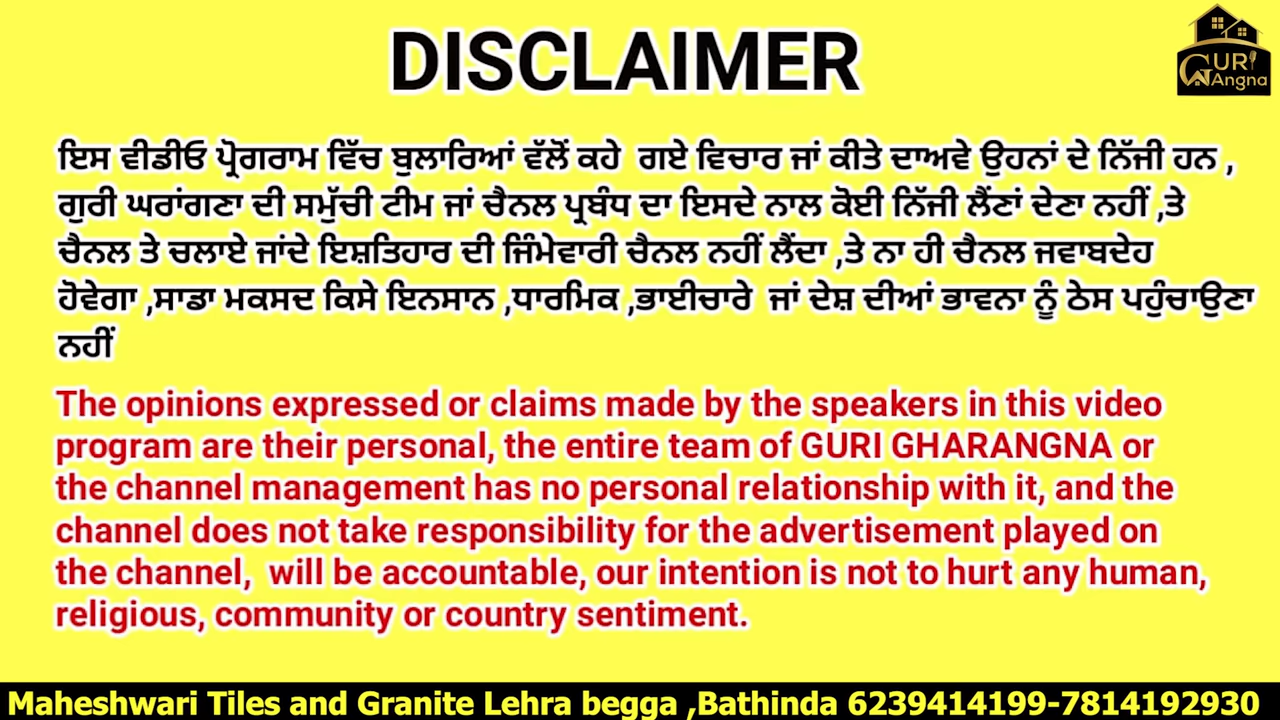 DISCLAIMER
GURI
Angna
ਇਸ ਵੀਡੀਓ ਪ੍ਰੋਗਰਾਮ ਵਿੱਚ ਬੁਲਾਰਿਆਂ ਵੱਲੋਂ ਕਹੇ  ਗਏ ਵਿਚਾਰ ਜਾਂ ਕੀਤੇ ਦਾਅਵੇ ਉਹਨਾਂ ਦੇ ਨਿੱਜੀ ਹਨ ,
ਗੁਰੀ ਘਰਾਂਗਣਾ ਦੀ ਸਮੁੱਚੀ ਟੀਮ ਜਾਂ ਚੈਨਲ ਪ੍ਰਬੰਧ ਦਾ ਇਸਦੇ ਨਾਲ ਕੋਈ ਨਿੱਜੀ ਲੈਂਣਾਂ ਦੇਣਾ ਨਹੀਂ ,ਤੇ
ਚੈਨਲ ਤੇ ਚਲਾਏ ਜਾਂਦੇ ਇਸ਼ਤਿਹਾਰ ਦੀ ਜਿੰਮੇਵਾਰੀ ਚੈਨਲ ਨਹੀਂ ਲੈਂਦਾ ,ਤੇ ਨਾ ਹੀ ਚੈਨਲ ਜਵਾਬਦੇਹ
ਹੋਵੇਗਾ ,ਸਾਡਾ ਮਕਸਦ ਕਿਸੇ ਇਨਸਾਨ ,ਧਾਰਮਿਕ ,ਭਾਈਚਾਰੇ  ਜਾਂ ਦੇਸ਼ ਦੀਆਂ ਭਾਵਨਾ ਨੂੰ ਠੇਸ ਪਹੁੰਚਾਉਣਾ
ਨਹੀਂ
The opinions expressed or claims made by the speakers in this video
program are their personal, the entire team of GURI GHARANGNA or
the channel management has no personal relationship with it, and the
channel does not take responsibility for the advertisement played on
the channel,  will be accountable, our intention is not to hurt any human,
religious, community or country sentiment.
Maheshwari Tiles and Granite Lehra begga ,Bathinda 6239414199-7814192930